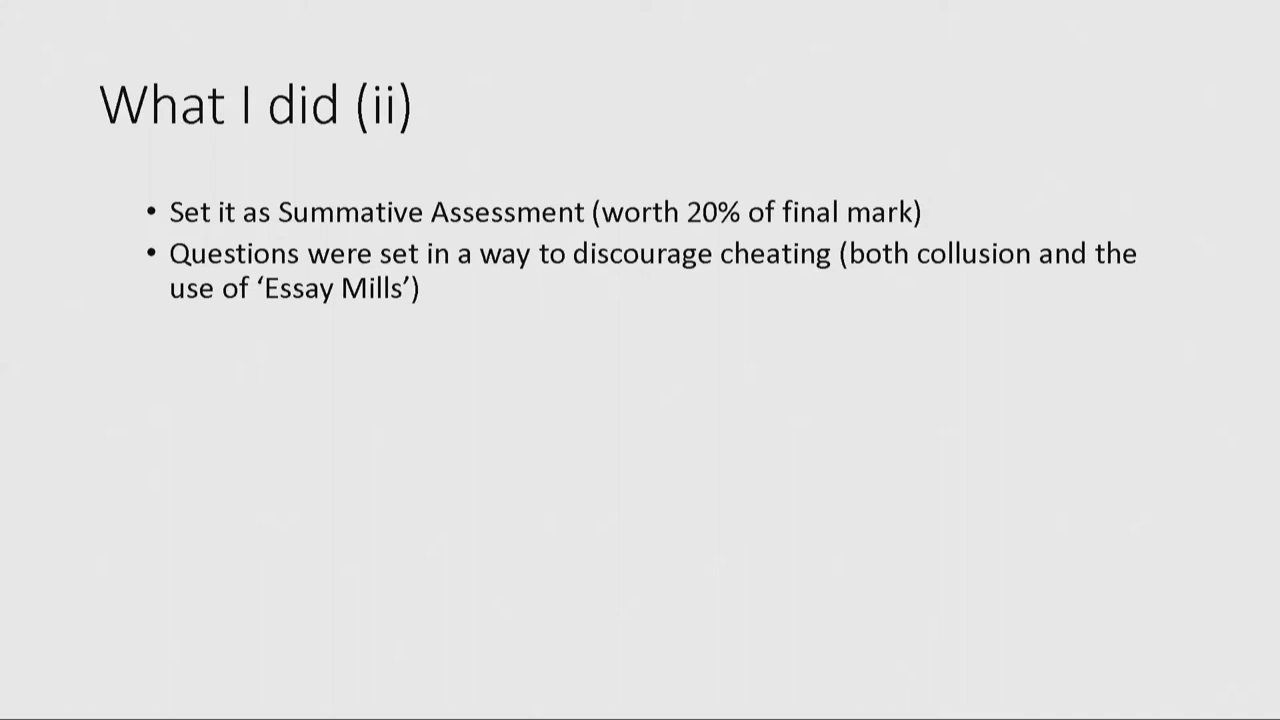 What I did (ii)
• Set it as Summative Assessment (worth 20% of final mark)
• Questions were set in a way to discourage cheating (both collusion and the
use of ‘Essay Mills’)